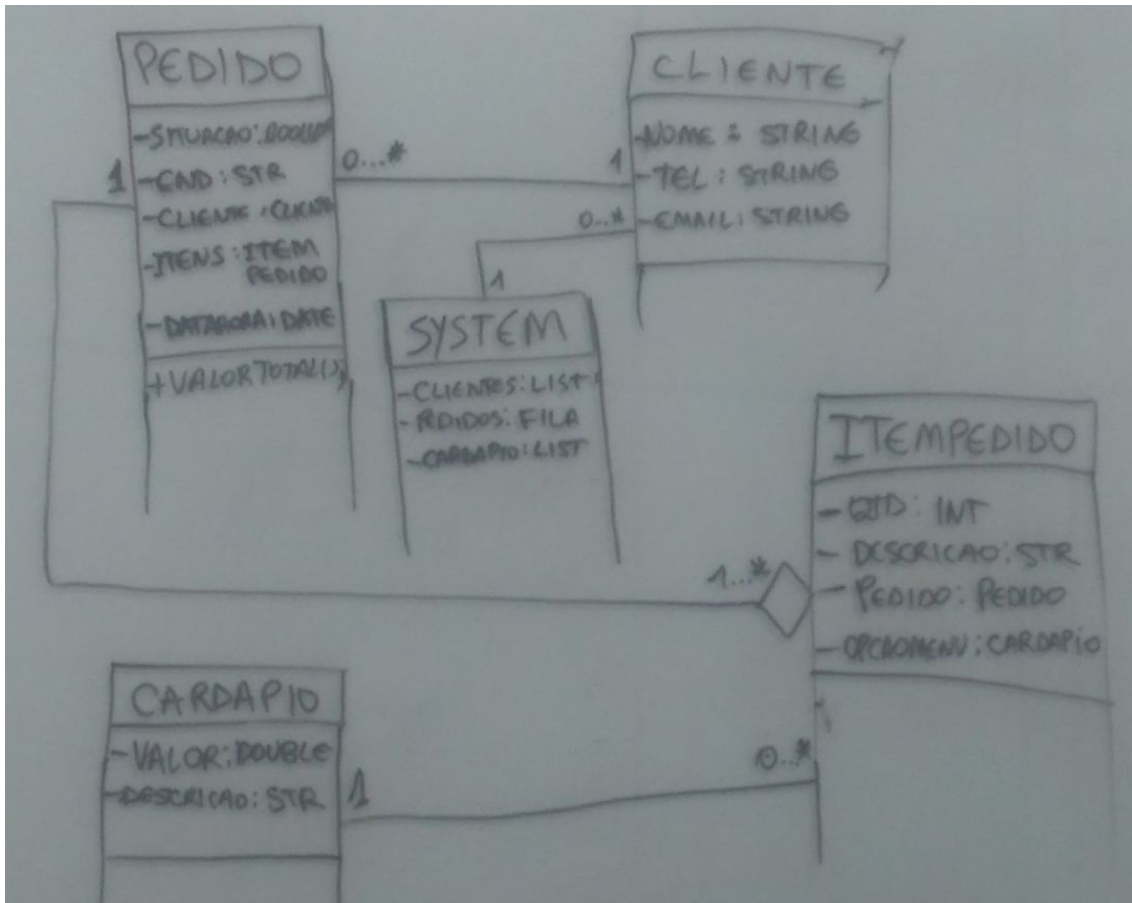 PEDIDO
-SITUACAO: BOOLEAN
1
-END: STR
-CLIENTE: CLIENTE
-ITENS: ITEM
PEDIDO
-DATAHORA: DATE
+VALORTOTAL();
0...*
1
CLIENTE
-NOME: STRING
-TEL: STRING
-EMAIL: STRING
0...*
1
SYSTEM
-CLIENTES: LIST
-PEDIDOS: FILA
-CARDAPIO: LIST
ITEMPEDIDO
-QTD: INT
-DESCRICAO: STR
-PEDIDO: PEDIDO
-OPCAOMENU: CARDAPIO
1...*
CARDAPIO
-VALOR: DOUBLE
-DESCRICAO: STR
1
0...*